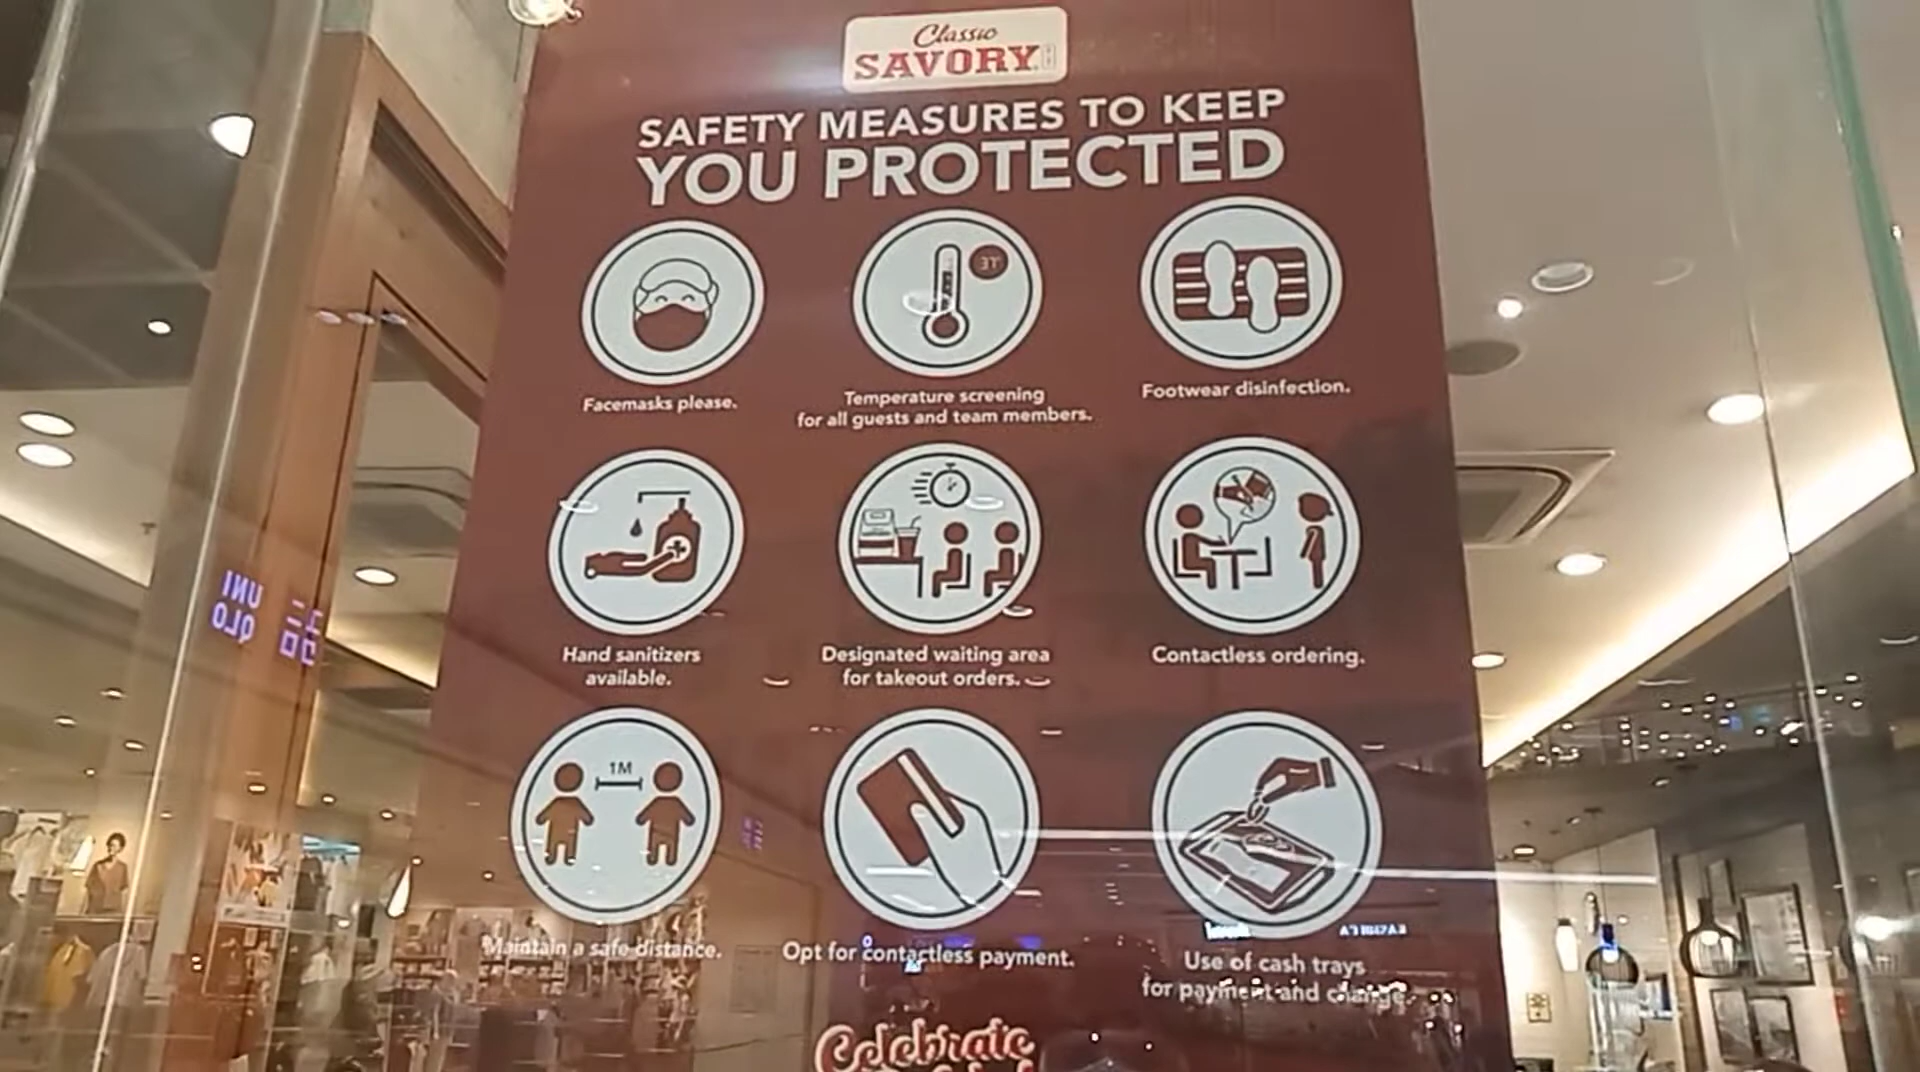 Classic
SAVORY
SAFETY MEASURES TO KEEP
YOU PROTECTED
37°
Facemasks please.
Temperature screening
for all guests and team members.
Footwear disinfection.
Hand sanitizers
available.
Designated waiting area
for takeout orders.
Contactless ordering.
1M
Maintain a safe distance.
Opt for contactless payment.
Use of cash trays
for payment and change.
Celebrate
UNI
QLO